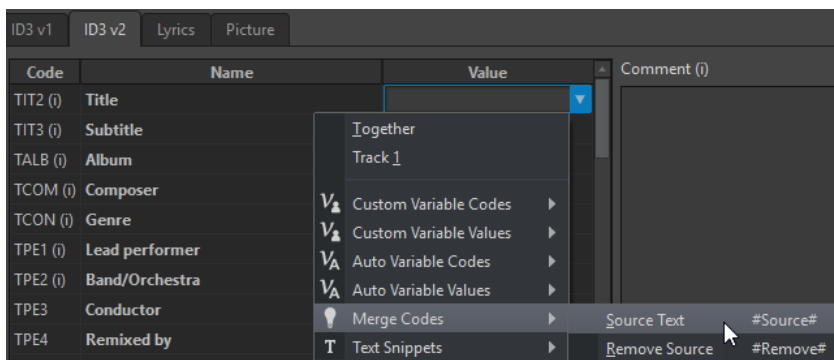 ID3 v1 ID3 v2 Lyrics Picture
Code Name Value Comment (i)
TIT2 (i) Title
TIT3 (i) Subtitle
TALB (i) Album
TCOM (i) Composer
TCON (i) Genre
TPE1 (i) Lead performer
TPE2 (i) Band/Orchestra
TPE3 Conductor
TPE4 Remixed by
Together
Track 1
Custom Variable Codes
Custom Variable Values
Auto Variable Codes
Auto Variable Values
Merge Codes
Text Snippets
Source Text #Source#
Remove Source #Remove#